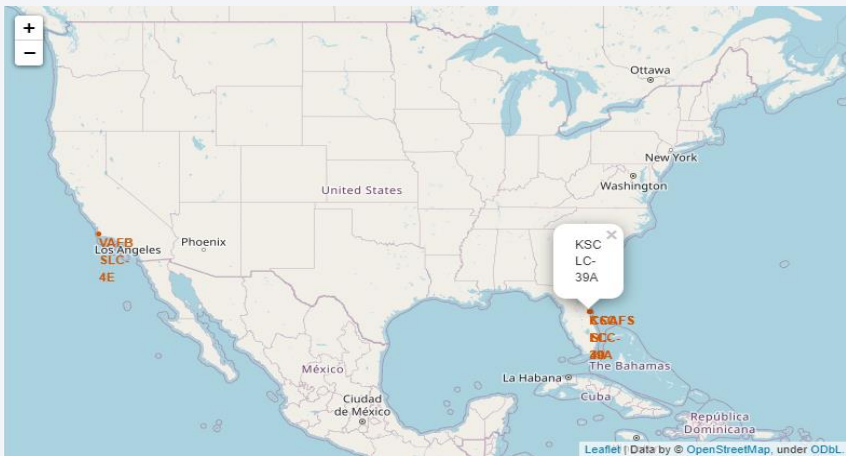 +
−
Ottawa
New York
Washington
United States
KSC
LC-
39A
×
VAFB
SLC-
4E
Los Angeles
Phoenix
The Bahamas
La Habana
Cuba
México
Ciudad
de México
República
Dominicana
Leaflet | Data by © OpenStreetMap, under ODbL.